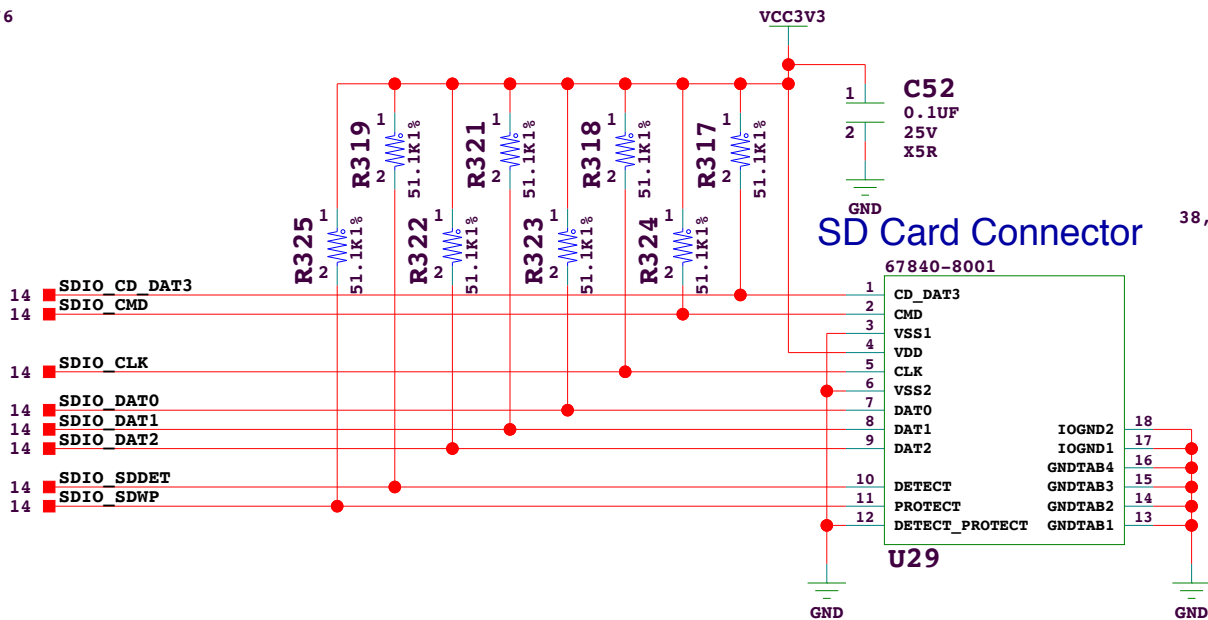 6
VCC3V3
1
2
C52
0.1UF
25V
X5R
GND
R319
1
2
51.1K1%
R321
1
2
51.1K1%
R318
1
2
51.1K1%
R317
1
2
51.1K1%
R325
1
2
51.1K1%
R322
1
2
51.1K1%
R323
1
2
51.1K1%
R324
1
2
51.1K1%
SD Card Connector
38,
67840-8001
14 SDIO_CD_DAT3
14 SDIO_CMD
14 SDIO_CLK
14 SDIO_DAT0
14 SDIO_DAT1
14 SDIO_DAT2
14 SDIO_SDDET
14 SDIO_SDWP
1 CD_DAT3
2 CMD
3 VSS1
4 VDD
5 CLK
6 VSS2
7 DAT0
8 DAT1
9 DAT2
10 DETECT
11 PROTECT
12 DETECT_PROTECT
IOGND2 18
IOGND1 17
GNDTAB4 16
GNDTAB3 15
GNDTAB2 14
GNDTAB1 13
U29
GND
GND